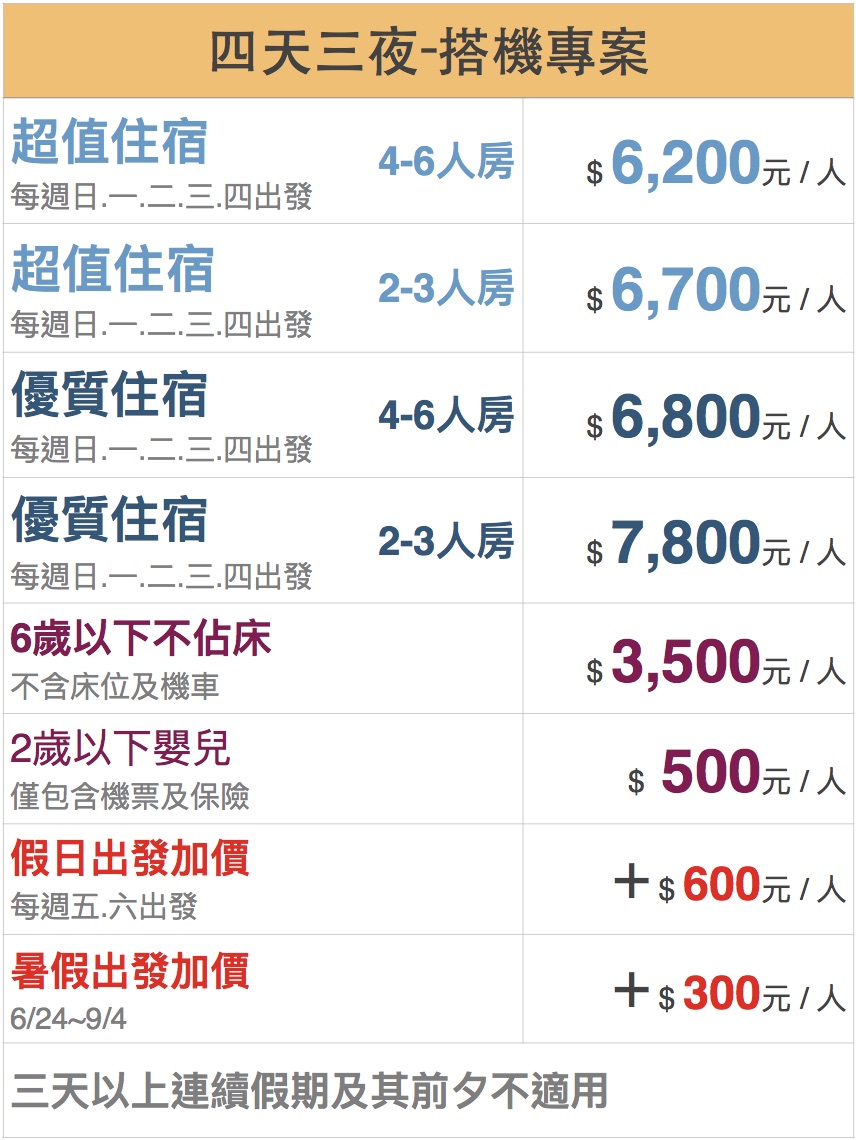 四天三夜-搭機專案
超值住宿 4-6人房 $ 6,200元 / 人
每週日.一.二.三.四出發
超值住宿 2-3人房 $ 6,700元 / 人
每週日.一.二.三.四出發
優質住宿 4-6人房 $ 6,800元 / 人
每週日.一.二.三.四出發
優質住宿 2-3人房 $ 7,800元 / 人
每週日.一.二.三.四出發
6歲以下不佔床 $ 3,500元 / 人
不含床位及機車
2歲以下嬰兒 $ 500元 / 人
僅包含機票及保險
假日出發加價 +$ 600元 / 人
每週五.六出發
暑假出發加價 +$ 300元 / 人
6/24~9/4
三天以上連續假期及其前夕不適用